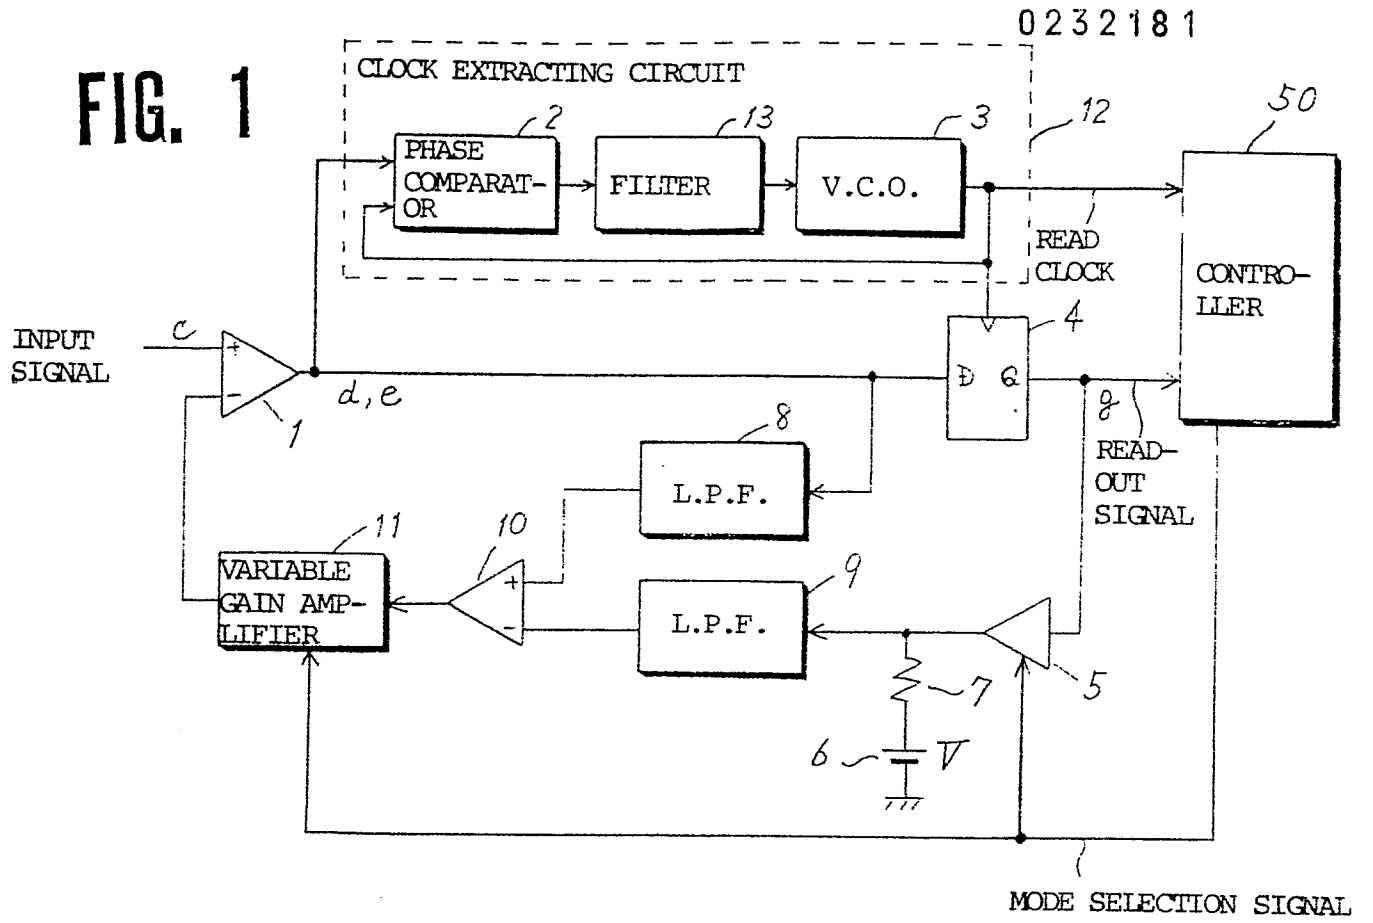 0232181
FIG. 1
CLOCK EXTRACTING CIRCUIT
2
13
3
12
50
PHASE
COMPARAT-
OR
FILTER
V.C.O.
READ
CLOCK
CONTRO-
LLER
INPUT
SIGNAL
c
+
-
1
d, e
4
D Q
g
READ-
OUT
SIGNAL
8
L.P.F.
11
10
+
-
VARIABLE
GAIN AMP-
LIFIER
9
L.P.F.
5
7
6
V
MODE SELECTION SIGNAL